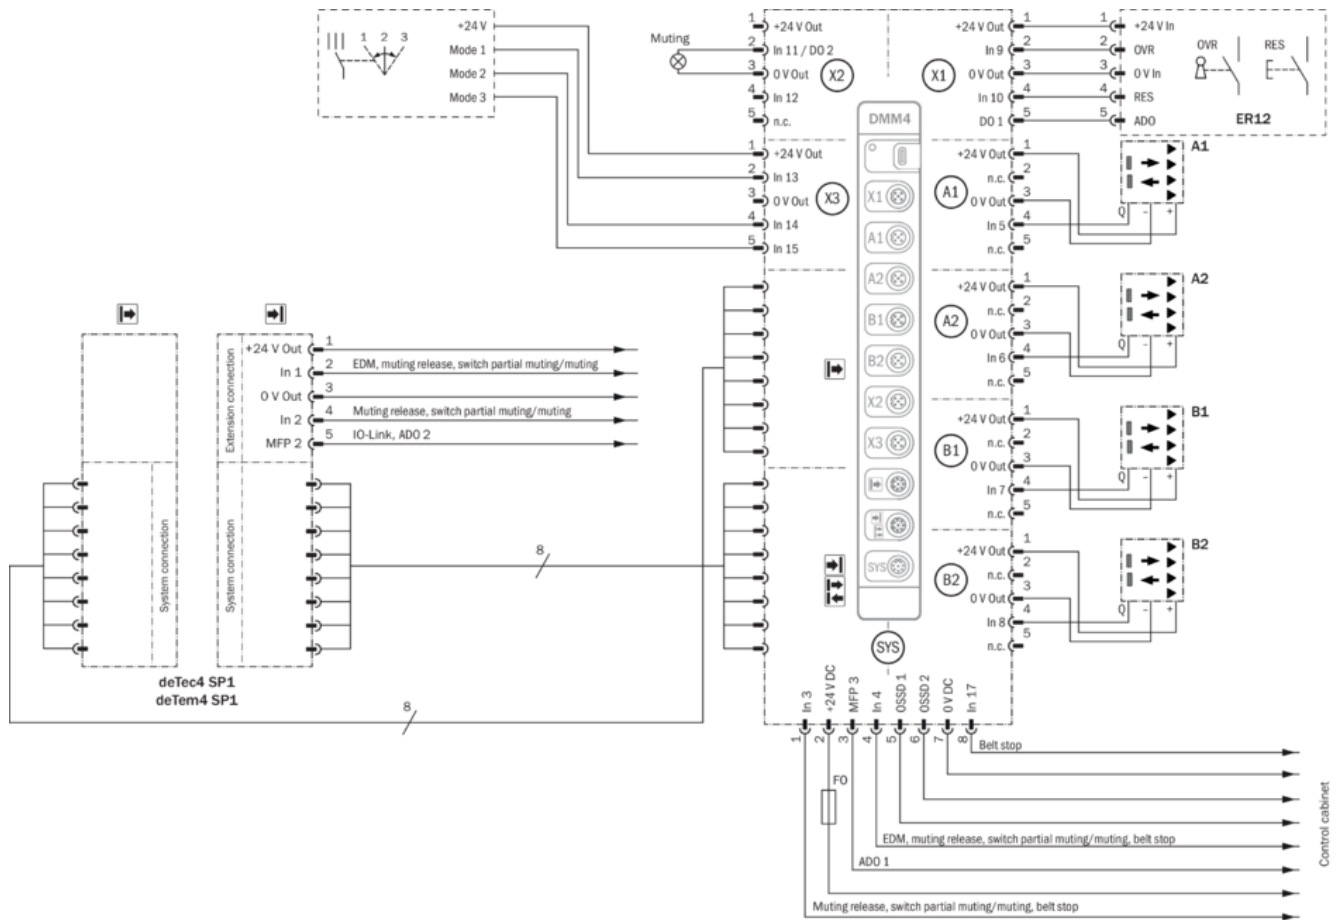 1 2 3
+24 V
Mode 1
Mode 2
Mode 3
Muting
1 +24 V Out
2 In 11 / DO 2
3 0 V Out
4 In 12
5 n.c.
X2
1 +24 V Out
2 In 13
3 0 V Out
4 In 14
5 In 15
X3
DMM4
X1
A1
A2
B1
B2
X2
X3
SYS
SYS
X1
+24 V Out 1
In 9 2
0 V Out 3
In 10 4
DO 1 5
1 +24 V In
2 OVR
3 0 V In
4 RES
5 ADO
OVR RES
ER12
A1
+24 V Out 1
n.c. 2
0 V Out 3
In 5 4
n.c. 5
A1
Q – +
A2
+24 V Out 1
n.c. 2
0 V Out 3
In 6 4
n.c. 5
A2
Q – +
B1
+24 V Out 1
n.c. 2
0 V Out 3
In 7 4
n.c. 5
B1
Q – +
B2
+24 V Out 1
n.c. 2
0 V Out 3
In 8 4
n.c. 5
B2
Q – +
Extension connection
+24 V Out 1
In 1 2 EDM, muting release, switch partial muting/muting
0 V Out 3
In 2 4 Muting release, switch partial muting/muting
MFP 2 5 IO-Link, ADO 2
System connection
System connection
8
8
deTec4 SP1
deTem4 SP1
In 3 1
+24 V DC 2
MFP 3 3
In 4 4
OSSD 1 5
OSSD 2 6
0 V DC 7
In 17 8
Belt stop
F0
EDM, muting release, switch partial muting/muting, belt stop
ADO 1
Muting release, switch partial muting/muting, belt stop
Control cabinet